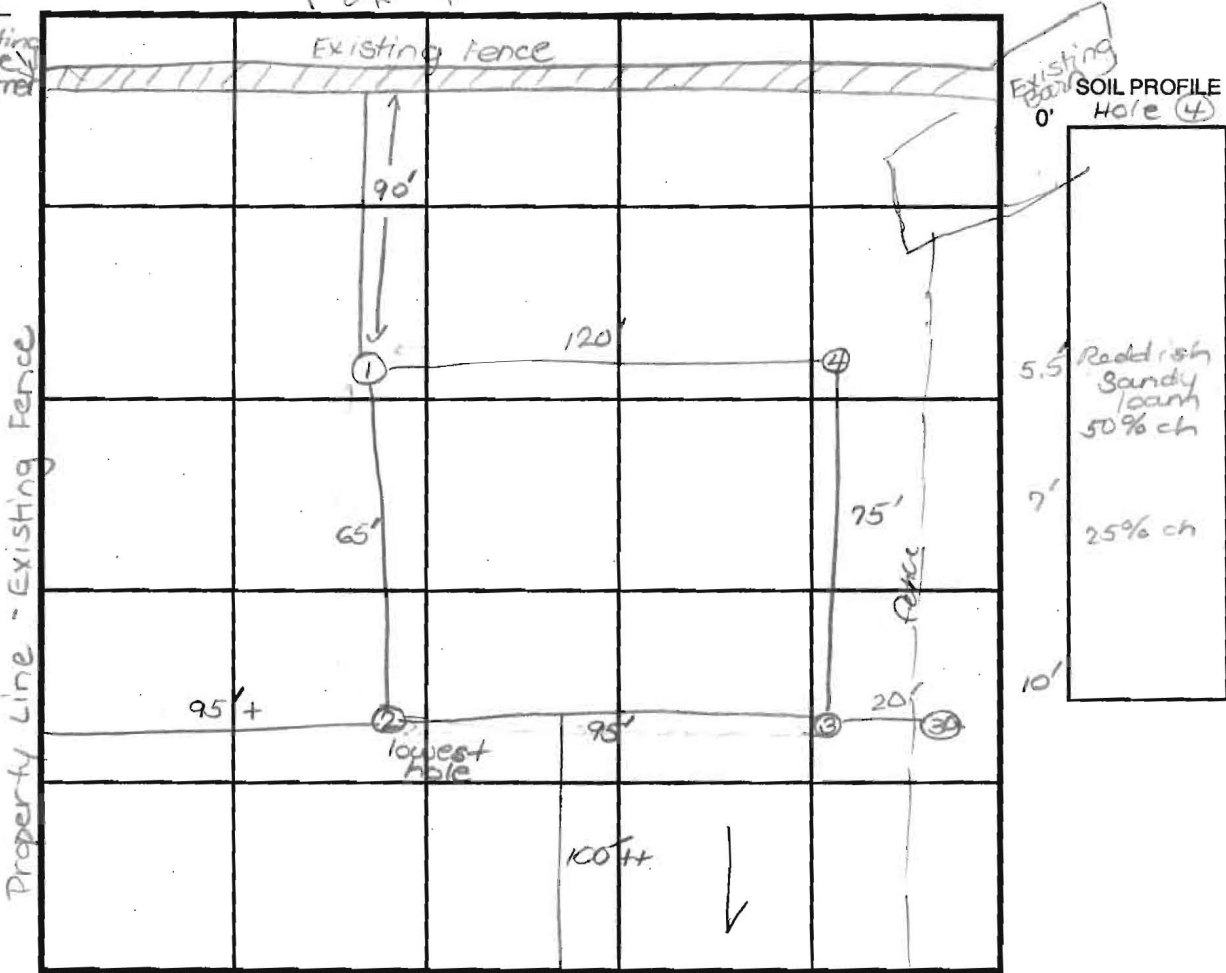 Existing Fence
Existing
Barn
SOIL PROFILE
Hole 4
0'
90'
120'
1
4
5.5'
Reddish
Sandy
loam
50% ch
Property Line - Existing Fence
65'
75'
7'
25% ch
Fence
10'
95'+
2
95'
3
20'
lowest
hole
100'++